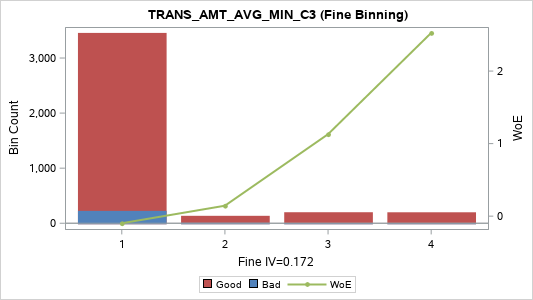 TRANS_AMT_AVG_MIN_C3 (Fine Binning)
3,000
2,000
1,000
0
Bin Count
2
1
0
WoE
1 2 3 4
Fine IV=0.172
Good Bad WoE